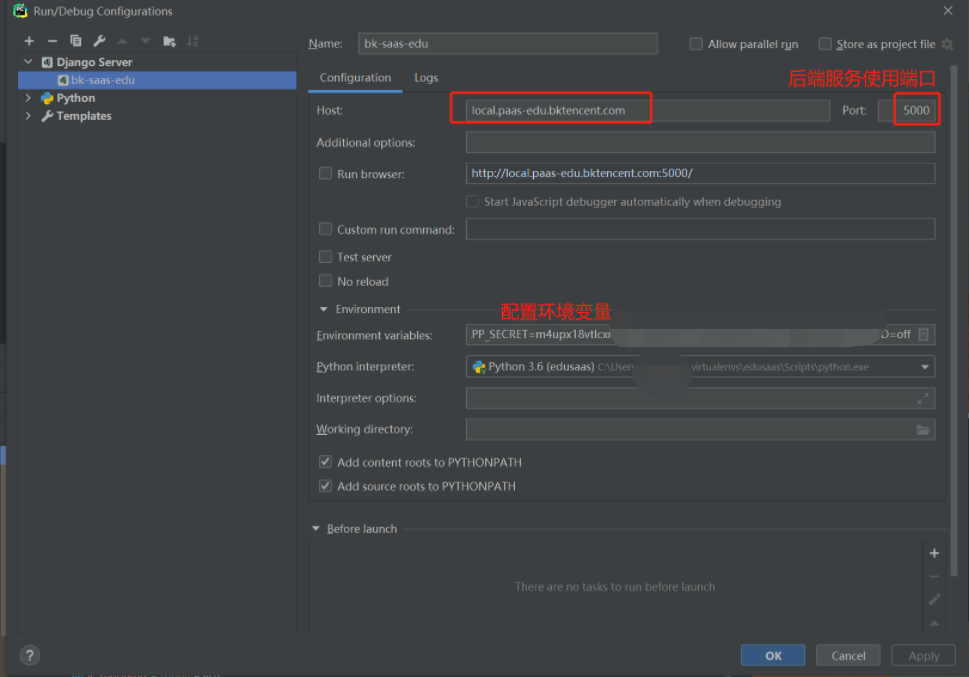 Run/Debug Configurations
Name: bk-saas-edu
Allow parallel run
Store as project file
Django Server
bk-saas-edu
Python
Templates
Configuration
Logs
后端服务使用端口
Host: local.paas-edu.bktencent.com
Port: 5000
Additional options:
Run browser: http://local.paas-edu.bktencent.com:5000/
Start JavaScript debugger automatically when debugging
Custom run command:
Test server
No reload
Environment
配置环境变量
Environment variables: PP_SECRET=m4upx18vtlcxr D=off
Python interpreter: Python 3.6 (edusaas) C:\Users virtualenvs\edusaas\Scripts\python.exe
Interpreter options:
Working directory:
Add content roots to PYTHONPATH
Add source roots to PYTHONPATH
Before launch
There are no tasks to run before launch
?
OK
Cancel
Apply